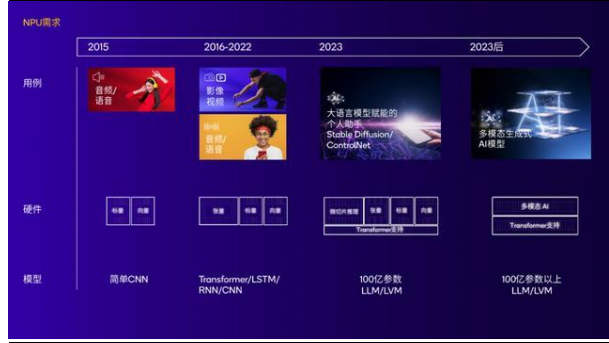 NPU需求
2015
2016-2022
2023
2023后
用例
音频/
语音
影像
视频
音频/
语音
AI
大语言模型赋能的
个人助手
Stable Diffusion/
ControlNet
AI
多模态生成式
AI模型
硬件
标量
向量
张量
标量
向量
微切片推理
张量
标量
向量
Transformer支持
多模态 AI
Transformer支持
模型
简单CNN
Transformer/LSTM/
RNN/CNN
100亿参数
LLM/LVM
100亿参数以上
LLM/LVM